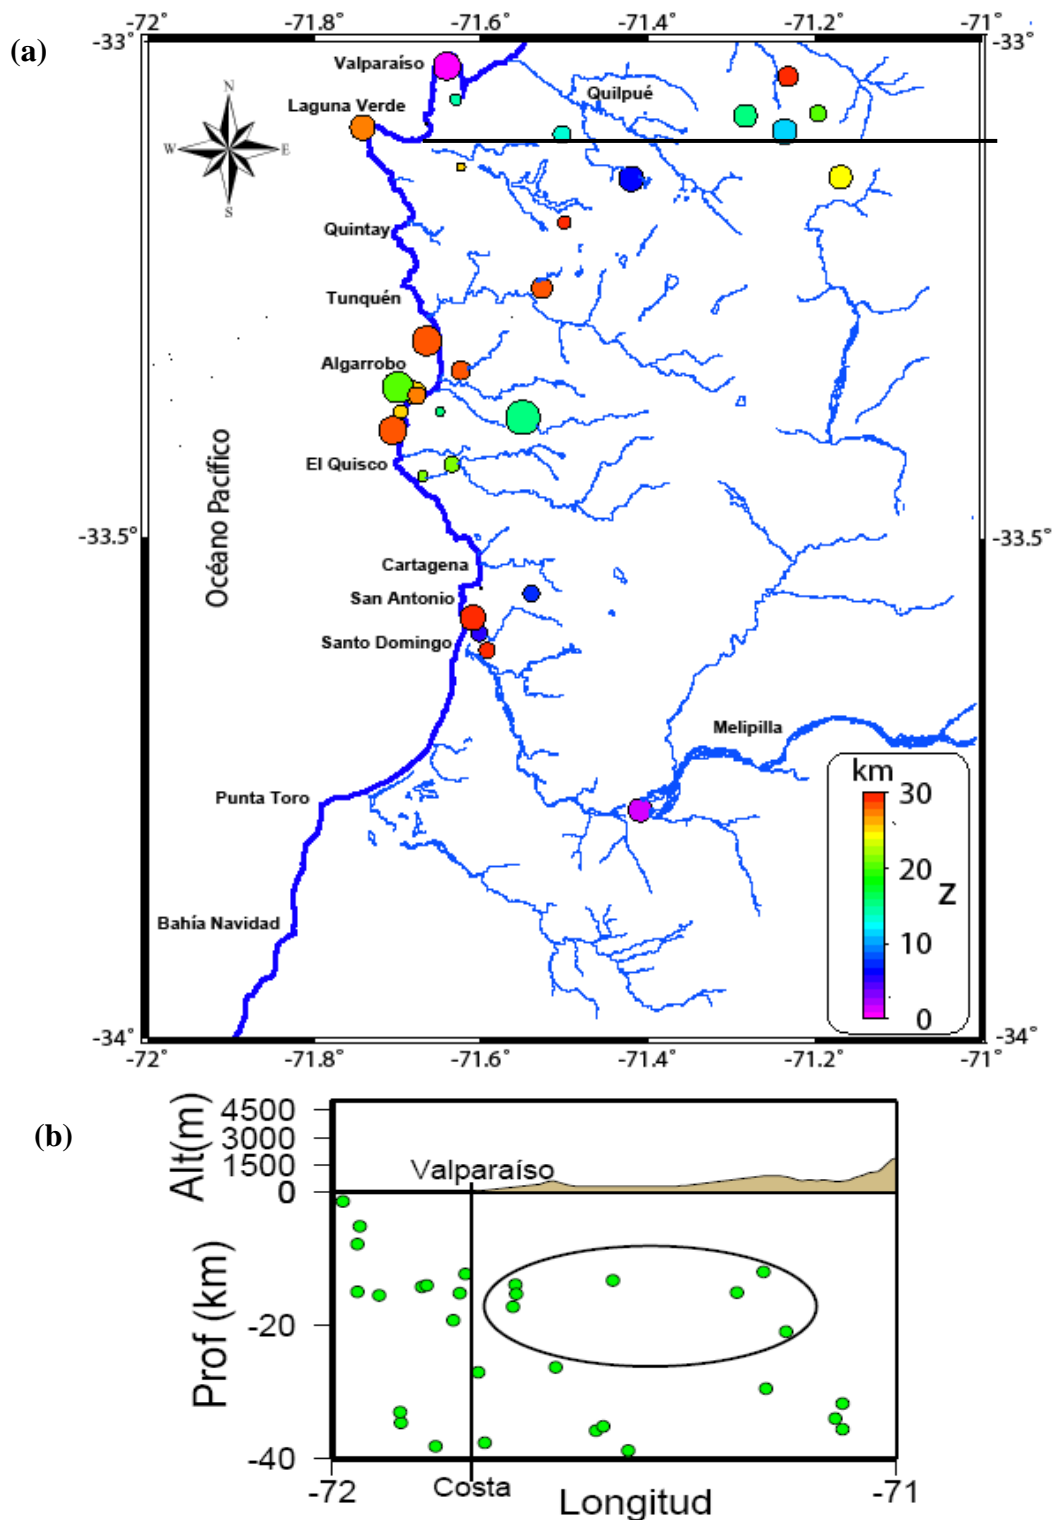 (a)
-72 -71.8 -71.6 -71.4 -71.2 -71°
-33° -33°
Valparaíso
Quilpué
Laguna Verde
N
W E
S
Quintay
Tunquén
Algarrobo
Océano Pacífico
El Quisco
-33.5° -33.5°
Cartagena
San Antonio
Santo Domingo
Melipilla
km
Punta Toro
30
20
Z
10
0
Bahía Navidad
-34° -34°
-72 -71.8° -71.6 -71.4 -71.2 -71
(b)
Alt(m)
4500
3000
1500
0
Valparaíso
Prof (km)
-20
-40
-72 -71
Costa
Longitud